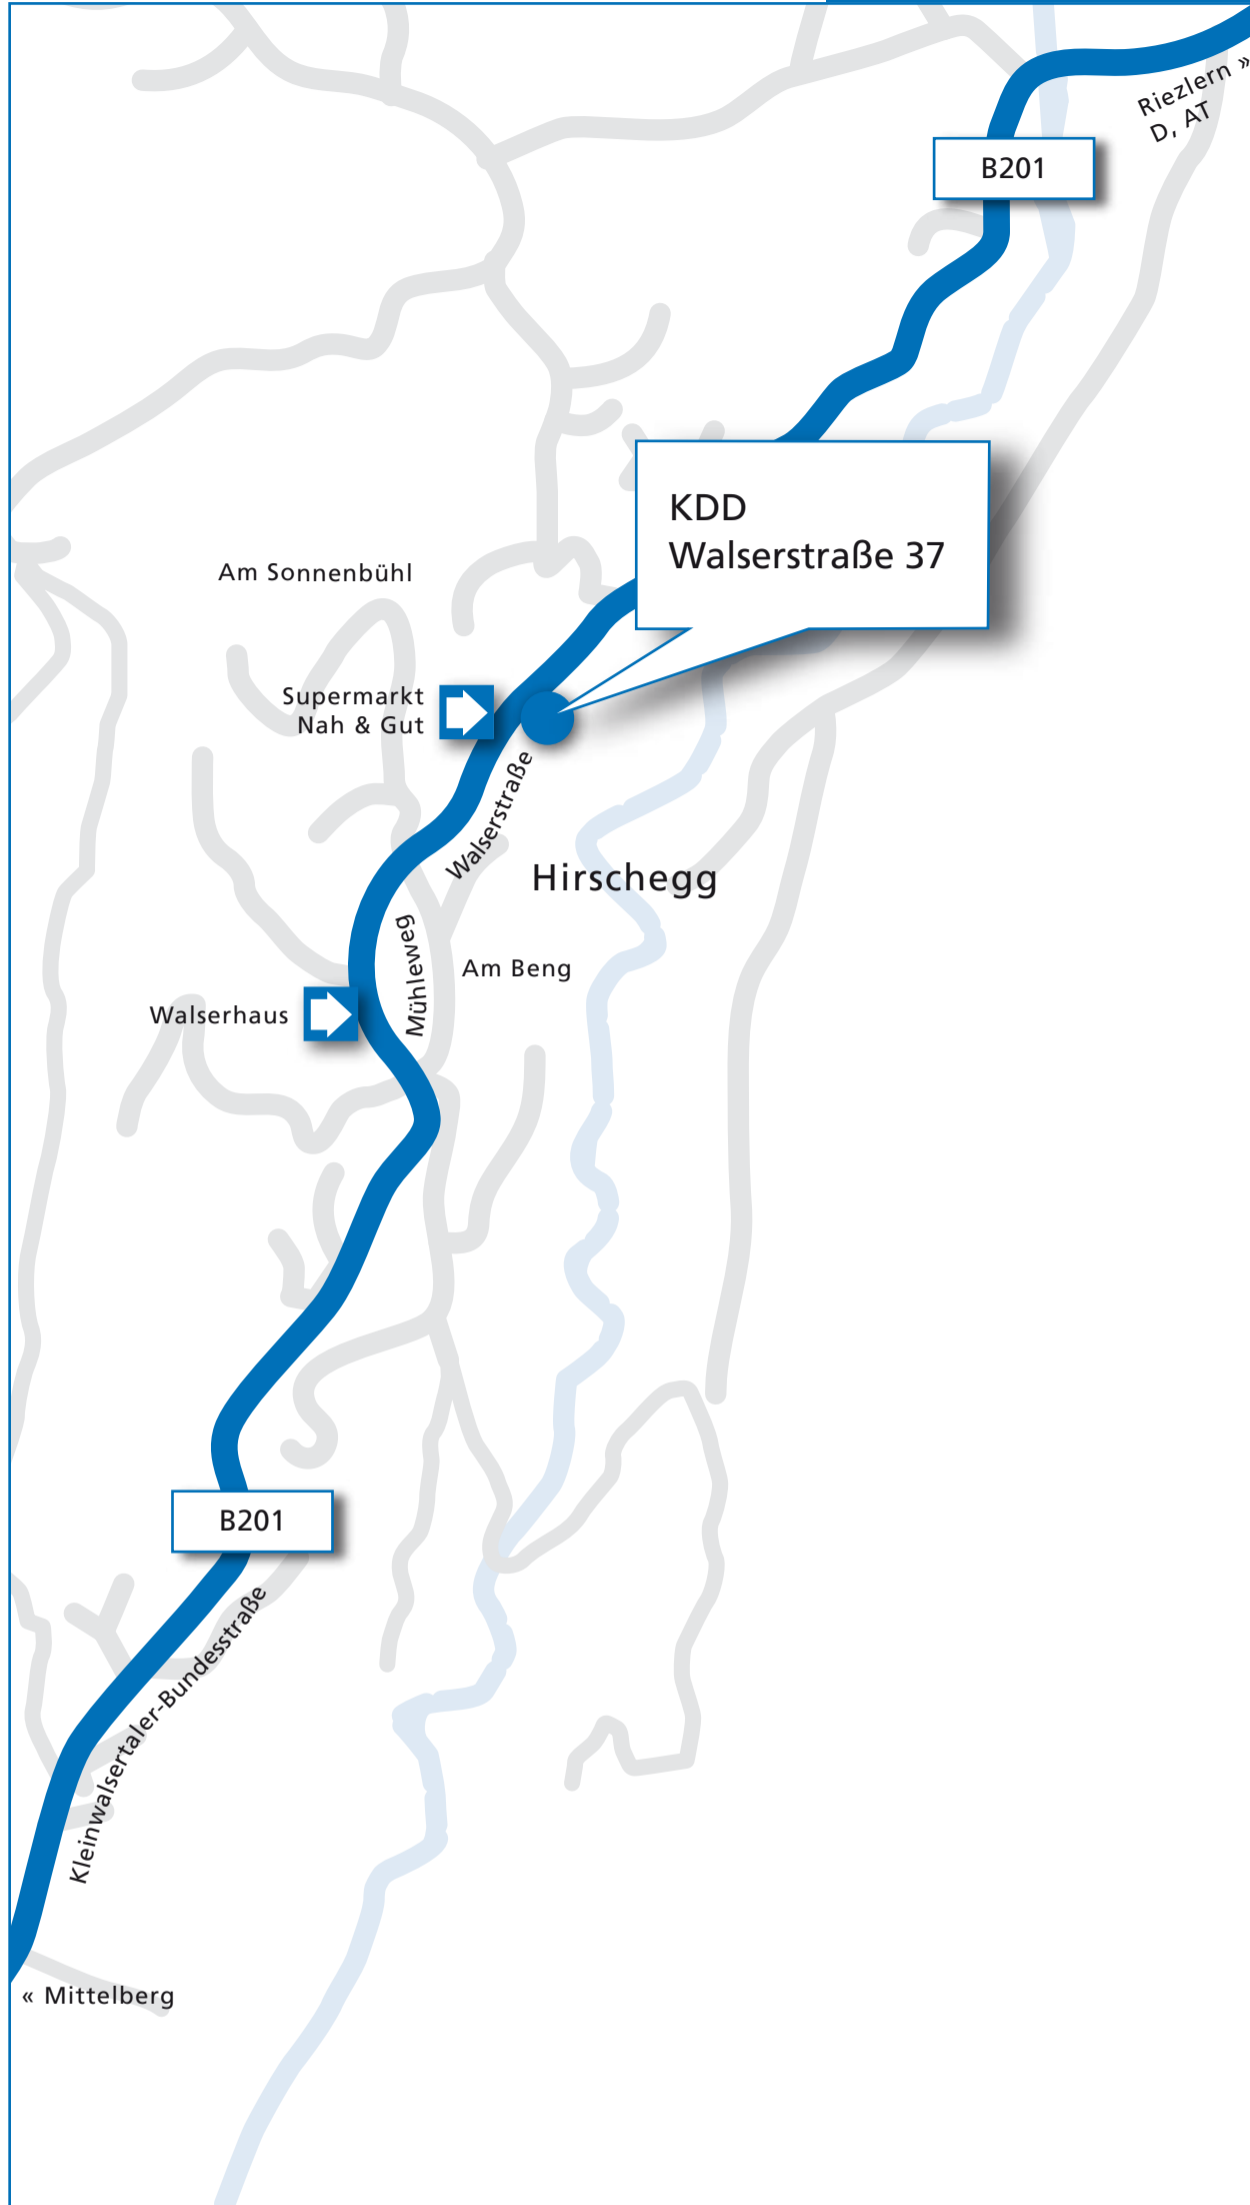 Riezlern »
D, AT
B201
KDD
Walserstraße 37
Am Sonnenbühl
Supermarkt
Nah & Gut
Walserstraße
Hirschegg
Mühleweg
Am Beng
Walserhaus
B201
Kleinwalsertaler-Bundesstraße
« Mittelberg